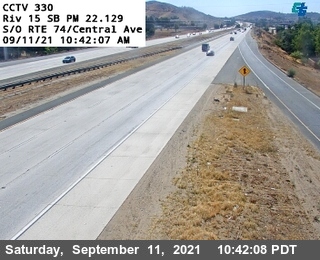 CCTV 330
Riv 15 SB PM 22.129
S/O RTE 74/Central Ave
09/11/21 10:42:07 AM
Saturday, September 11, 2021 10:42:08 PDT